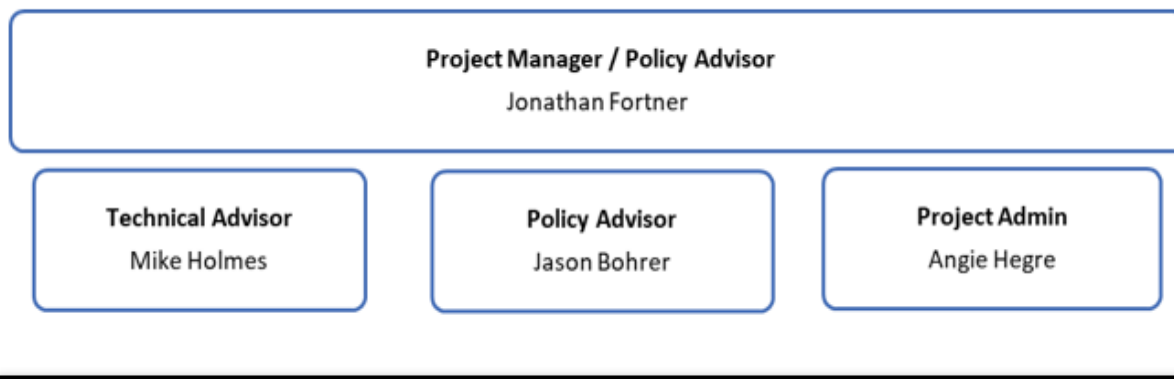 Project Manager / Policy Advisor
Jonathan Fortner
Technical Advisor
Mike Holmes
Policy Advisor
Jason Bohrer
Project Admin
Angie Hegre